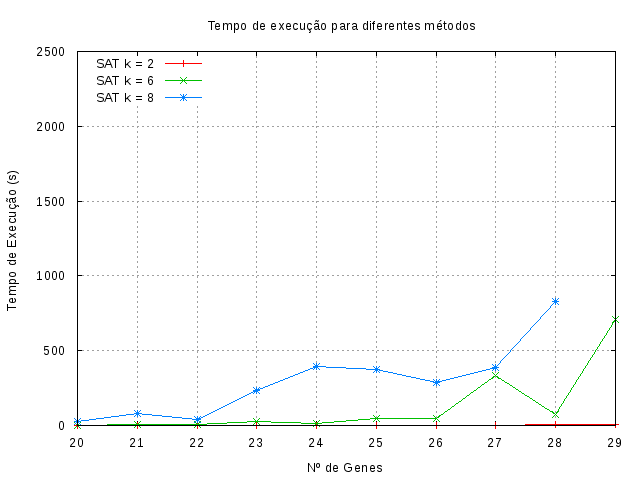 Tempo de execução para diferentes métodos
2500
2000
1500
1000
500
0
Tempo de Execução (s)
SAT k = 2
SAT k = 6
SAT k = 8
20 21 22 23 24 25 26 27 28 29
Nº de Genes